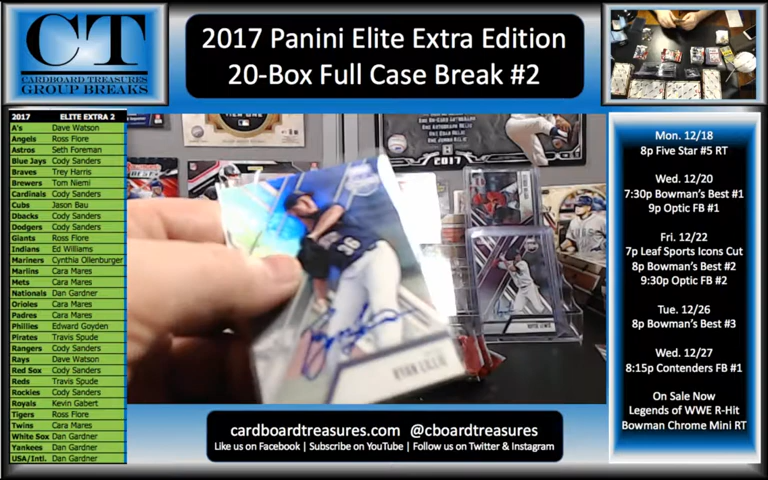 CT
CARDBOARD TREASURES
GROUP BREAKS
2017 Panini Elite Extra Edition
20-Box Full Case Break #2
2017 ELITE EXTRA 2
A's Dave Watson
Angels Ross Flore
Astros Seth Foreman
Blue Jays Cody Sanders
Braves Trey Harris
Brewers Tom Niemi
Cardinals Cody Sanders
Cubs Jason Bau
Dbacks Cody Sanders
Dodgers Cody Sanders
Giants Ross Flore
Indians Ed Williams
Mariners Cynthia Ollenburger
Marlins Cara Mares
Mets Cara Mares
Nationals Dan Gardner
Orioles Cara Mares
Padres Cara Mares
Phillies Edward Goyden
Pirates Travis Spude
Rangers Cody Sanders
Rays Dave Watson
Red Sox Cody Sanders
Reds Travis Spude
Rockies Cody Sanders
Royals Kevin Gabert
Tigers Ross Flore
Twins Cara Mares
White Sox Dan Gardner
Yankees Dan Gardner
USA/Intl. Dan Gardner
2017
36
RYAN LILLIE
ROYCE LEWIS
Mon. 12/18
8p Five Star #5 RT
Wed. 12/20
7:30p Bowman's Best #1
9p Optic FB #1
Fri. 12/22
7p Leaf Sports Icons Cut
8p Bowman's Best #2
9:30p Optic FB #2
Tue. 12/26
8p Bowman's Best #3
Wed. 12/27
8:15p Contenders FB #1
On Sale Now
Legends of WWE R-Hit
Bowman Chrome Mini RT
cardboardtreasures.com @cboardtreasures
Like us on Facebook | Subscribe on YouTube | Follow us on Twitter & Instagram